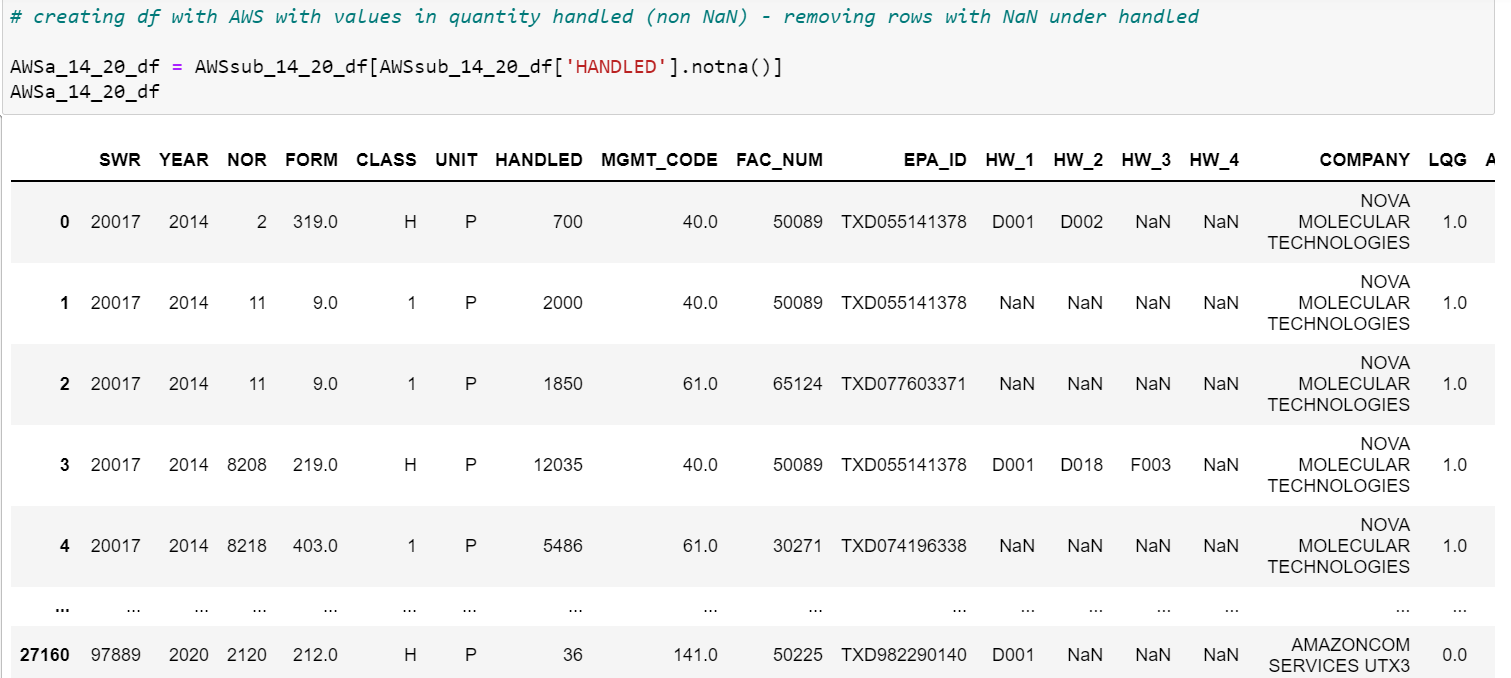 # creating df with AWS with values in quantity handled (non NaN) - removing rows with NaN under handled
AWSa_14_20_df = AWSsub_14_20_df[AWSsub_14_20_df['HANDLED'].notna()]
AWSa_14_20_df
SWR YEAR NOR FORM CLASS UNIT HANDLED MGMT_CODE FAC_NUM EPA_ID HW_1 HW_2 HW_3 HW_4 COMPANY LQG A
0 20017 2014 2 319.0 H P 700 40.0 50089 TXD055141378 D001 D002 NaN NaN NOVA MOLECULAR TECHNOLOGIES 1.0
1 20017 2014 11 9.0 1 P 2000 40.0 50089 TXD055141378 NaN NaN NaN NaN NOVA MOLECULAR TECHNOLOGIES 1.0
2 20017 2014 11 9.0 1 P 1850 61.0 65124 TXD077603371 NaN NaN NaN NaN NOVA MOLECULAR TECHNOLOGIES 1.0
3 20017 2014 8208 219.0 H P 12035 40.0 50089 TXD055141378 D001 D018 F003 NaN NOVA MOLECULAR TECHNOLOGIES 1.0
4 20017 2014 8218 403.0 1 P 5486 61.0 30271 TXD074196338 NaN NaN NaN NaN NOVA MOLECULAR TECHNOLOGIES 1.0
... ... ... ... ... ... ... ... ... ... ... ... ... ... ... ... ...
27160 97889 2020 2120 212.0 H P 36 141.0 50225 TXD982290140 D001 NaN NaN NaN AMAZONCOM SERVICES UTX3 0.0